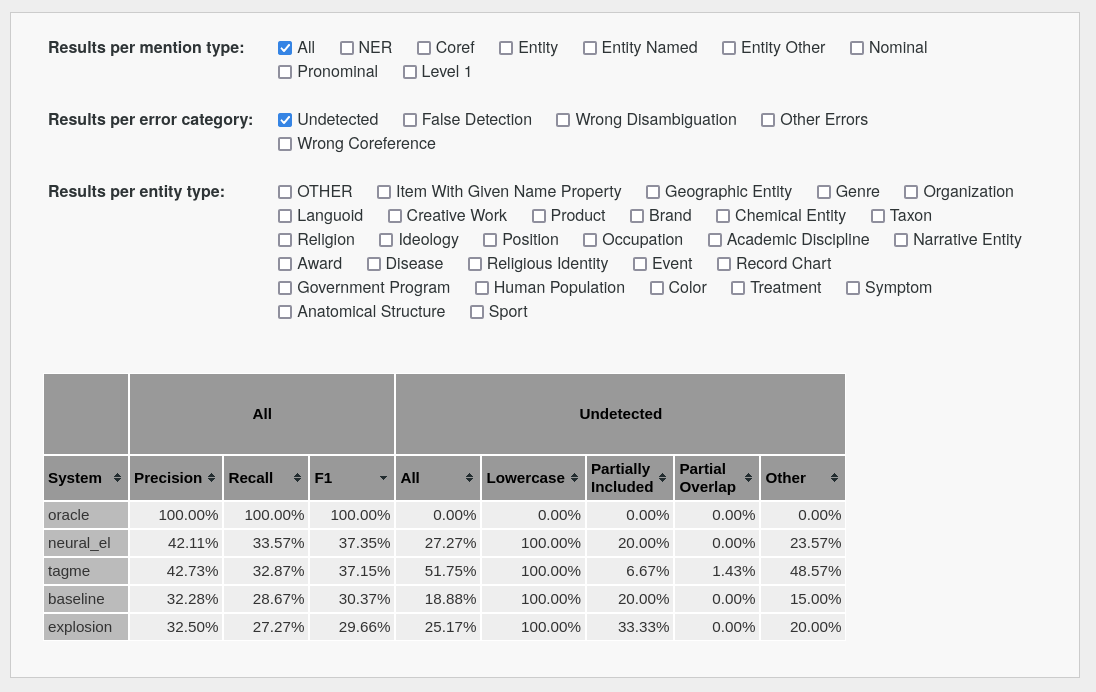 Results per mention type: All NER Coref Entity Entity Named Entity Other Nominal
Pronominal Level 1
Results per error category: Undetected False Detection Wrong Disambiguation Other Errors
Wrong Coreference
Results per entity type: OTHER Item With Given Name Property Geographic Entity Genre Organization
Languoid Creative Work Product Brand Chemical Entity Taxon
Religion Ideology Position Occupation Academic Discipline Narrative Entity
Award Disease Religious Identity Event Record Chart
Government Program Human Population Color Treatment Symptom
Anatomical Structure Sport
All Undetected
System Precision Recall F1 All Lowercase Partially Included Partial Overlap Other
oracle 100.00% 100.00% 100.00% 0.00% 0.00% 0.00% 0.00% 0.00%
neural_el 42.11% 33.57% 37.35% 27.27% 100.00% 20.00% 0.00% 23.57%
tagme 42.73% 32.87% 37.15% 51.75% 100.00% 6.67% 1.43% 48.57%
baseline 32.28% 28.67% 30.37% 18.88% 100.00% 20.00% 0.00% 15.00%
explosion 32.50% 27.27% 29.66% 25.17% 100.00% 33.33% 0.00% 20.00%